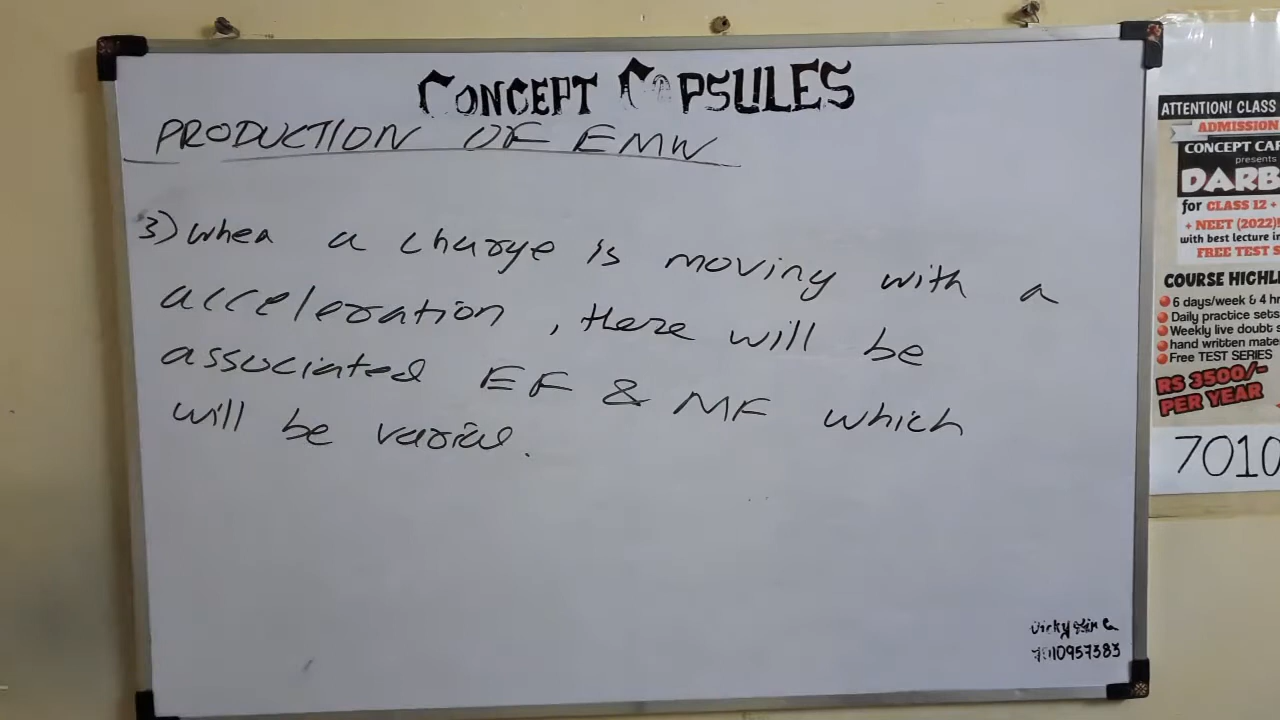 CONCEPT CAPSULES
PRODUCTION OF EMW
3) when a charge is moving with a
acceleration, there will be
associated EF & MF which
will be varied.
7010957383
ATTENTION! CLASS
ADMISSION
CONCEPT CAP
presents
DARB
for CLASS 12 +
+ NEET (2022)
with best lecture in
FREE TEST S
COURSE HIGHLI
6 days/week & 4 hr
Daily practice sets
Weekly live doubt s
hand written mate
Free TEST SERIES
RS 3500/-
PER YEAR
7010